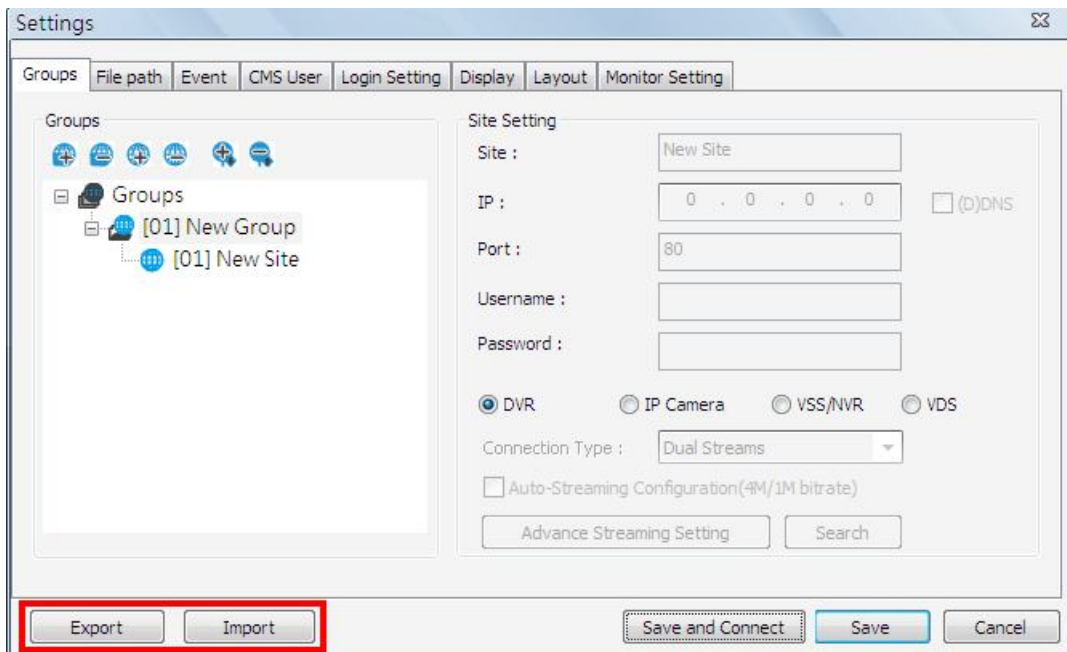 Settings
Groups File path Event CMS User Login Setting Display Layout Monitor Setting
Groups
Groups
[01] New Group
[01] New Site
Site Setting
Site : New Site
IP : 0 . 0 . 0 . 0 (D)DNS
Port : 80
Username :
Password :
DVR IP Camera VSS/NVR VDS
Connection Type : Dual Streams
Auto-Streaming Configuration(4M/1M bitrate)
Advance Streaming Setting Search
Export Import Save and Connect Save Cancel